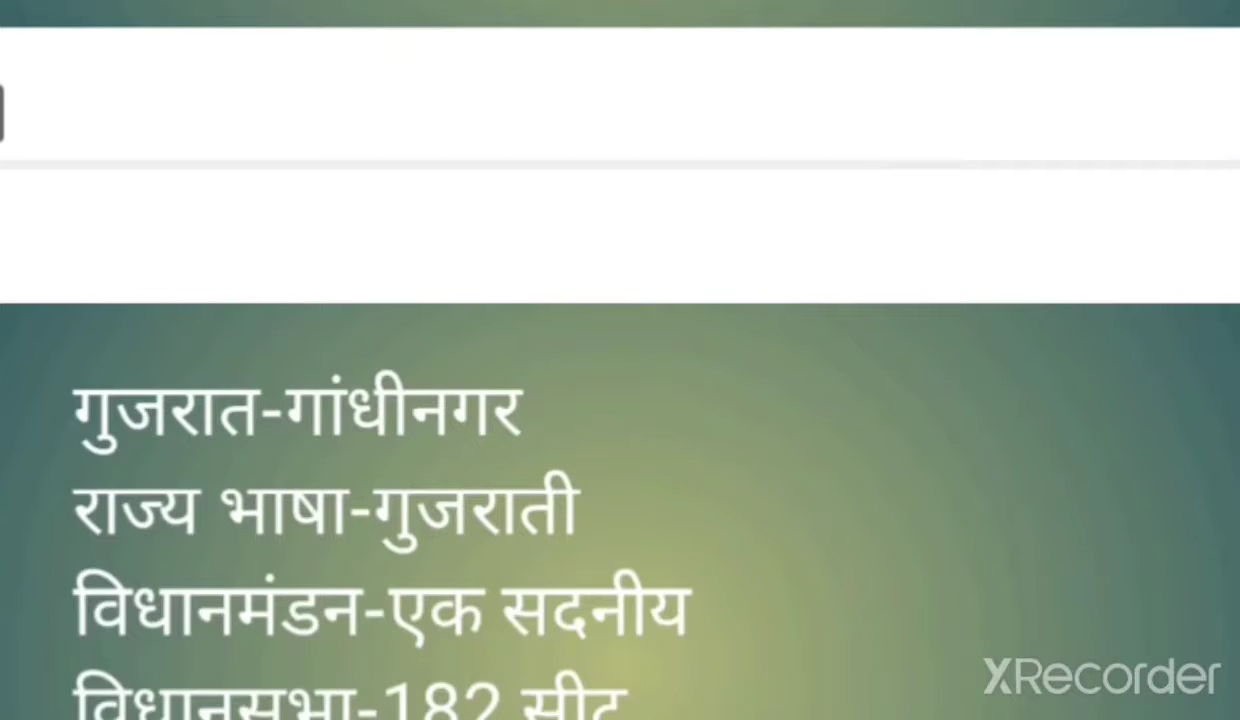 गुजरात-गांधीनगर
राज्य भाषा-गुजराती
विधानमंडन-एक सदनीय
विधानसभा-182 सीट
XRecorder